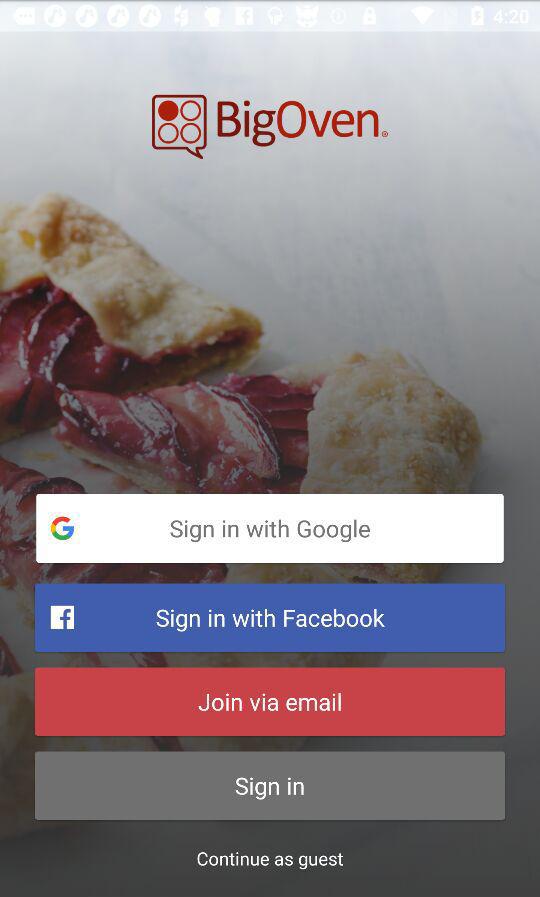 4:20
BigOven
Sign in with Google
Sign in with Facebook
Join via email
Sign in
Continue as guest